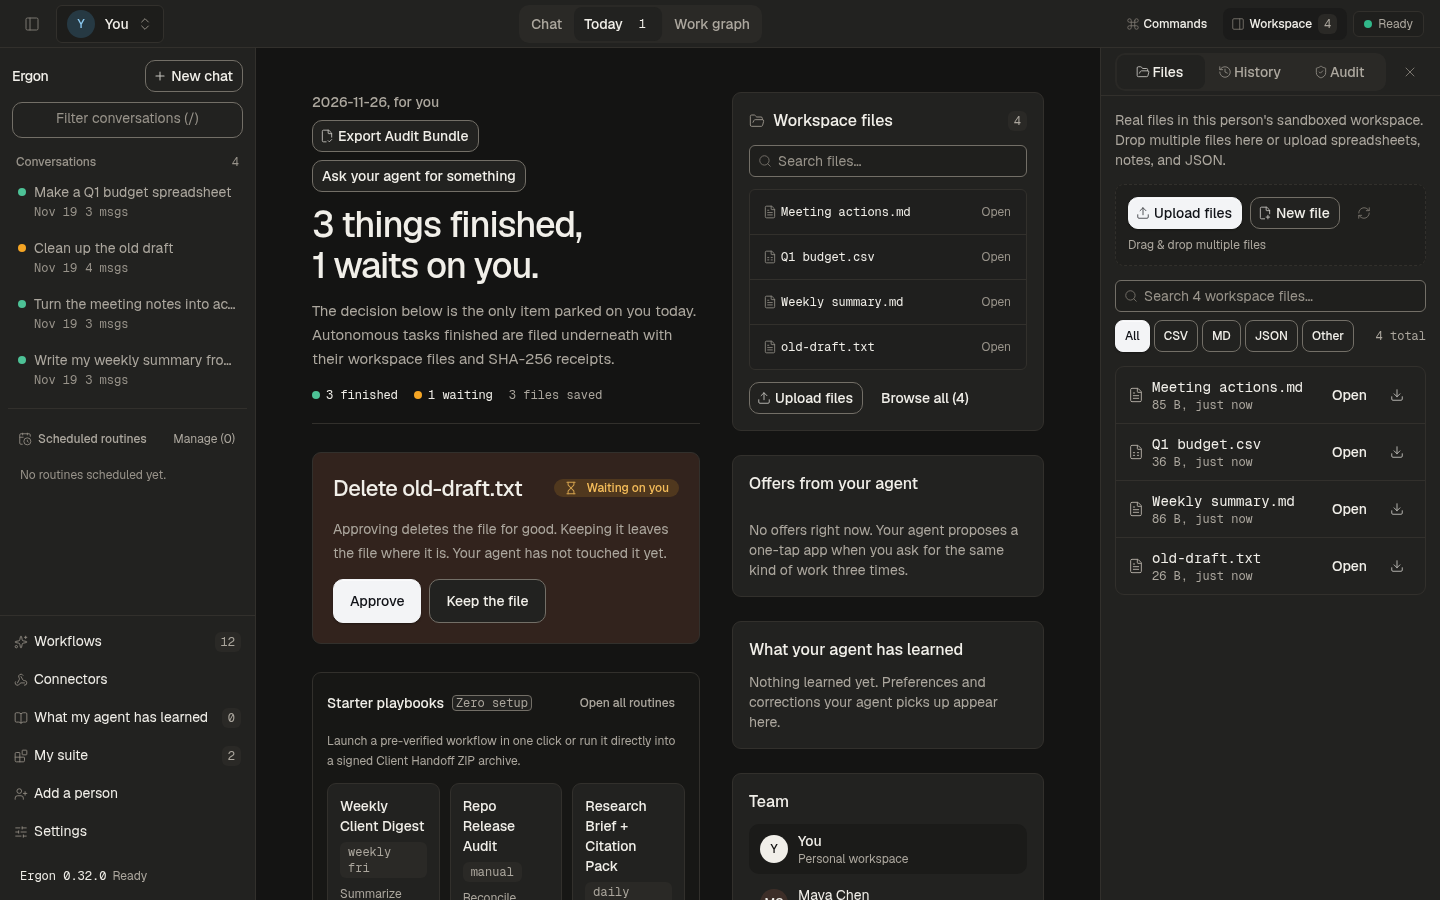 Y You
Chat Today 1 Work graph
Commands Workspace 4 Ready
Ergon
New chat
Filter conversations (/)
Conversations 4
Make a Q1 budget spreadsheet
Nov 19 3 msgs
Clean up the old draft
Nov 19 4 msgs
Turn the meeting notes into ac…
Nov 19 3 msgs
Write my weekly summary fro…
Nov 19 3 msgs
Scheduled routines Manage (0)
No routines scheduled yet.
Workflows 12
Connectors
What my agent has learned 0
My suite 2
Add a person
Settings
Ergon 0.32.0 Ready
2026-11-26, for you
Export Audit Bundle
Ask your agent for something
3 things finished,
1 waits on you.
The decision below is the only item parked on you today.
Autonomous tasks finished are filed underneath with
their workspace files and SHA-256 receipts.
3 finished 1 waiting 3 files saved
Delete old-draft.txt Waiting on you
Approving deletes the file for good. Keeping it leaves
the file where it is. Your agent has not touched it yet.
Approve Keep the file
Starter playbooks Zero setup Open all routines
Launch a pre-verified workflow in one click or run it directly into
a signed Client Handoff ZIP archive.
Weekly
Client Digest
weekly
fri
Summarize
Repo
Release
Audit
manual
Reconcile
Research
Brief +
Citation
Pack
daily
Workspace files 4
Search files…
Meeting actions.md Open
Q1 budget.csv Open
Weekly summary.md Open
old-draft.txt Open
Upload files Browse all (4)
Offers from your agent
No offers right now. Your agent proposes a
one-tap app when you ask for the same
kind of work three times.
What your agent has learned
Nothing learned yet. Preferences and
corrections your agent picks up appear
here.
Team
Y You
Personal workspace
Maya Chen
Files History Audit
Real files in this person's sandboxed workspace.
Drop multiple files here or upload spreadsheets,
notes, and JSON.
Upload files New file
Drag & drop multiple files
Search 4 workspace files…
All CSV MD JSON Other 4 total
Meeting actions.md
85 B, just now
Open
Q1 budget.csv
36 B, just now
Open
Weekly summary.md
86 B, just now
Open
old-draft.txt
26 B, just now
Open